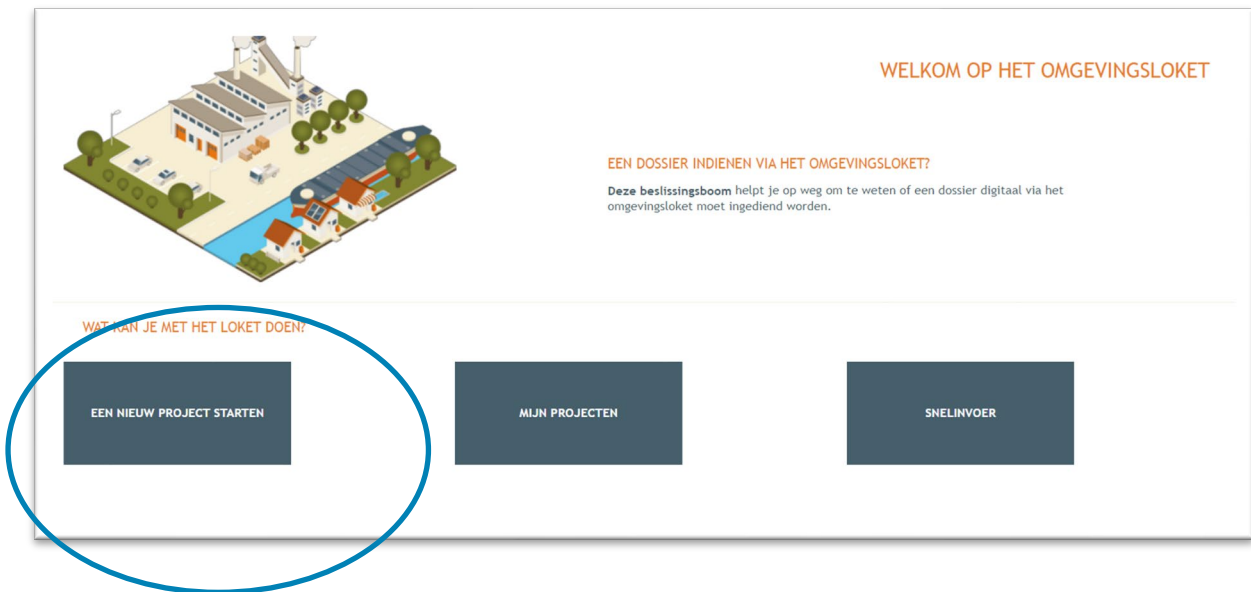 WELKOM OP HET OMGEVINGSLOKET
EEN DOSSIER INDIENEN VIA HET OMGEVINGSLOKET?
Deze beslissingsboom helpt je op weg om te weten of een dossier digitaal via het
omgevingsloket moet ingediend worden.
WAT KAN JE MET HET LOKET DOEN?
EEN NIEUW PROJECT STARTEN
MIJN PROJECTEN
SNELINVOER